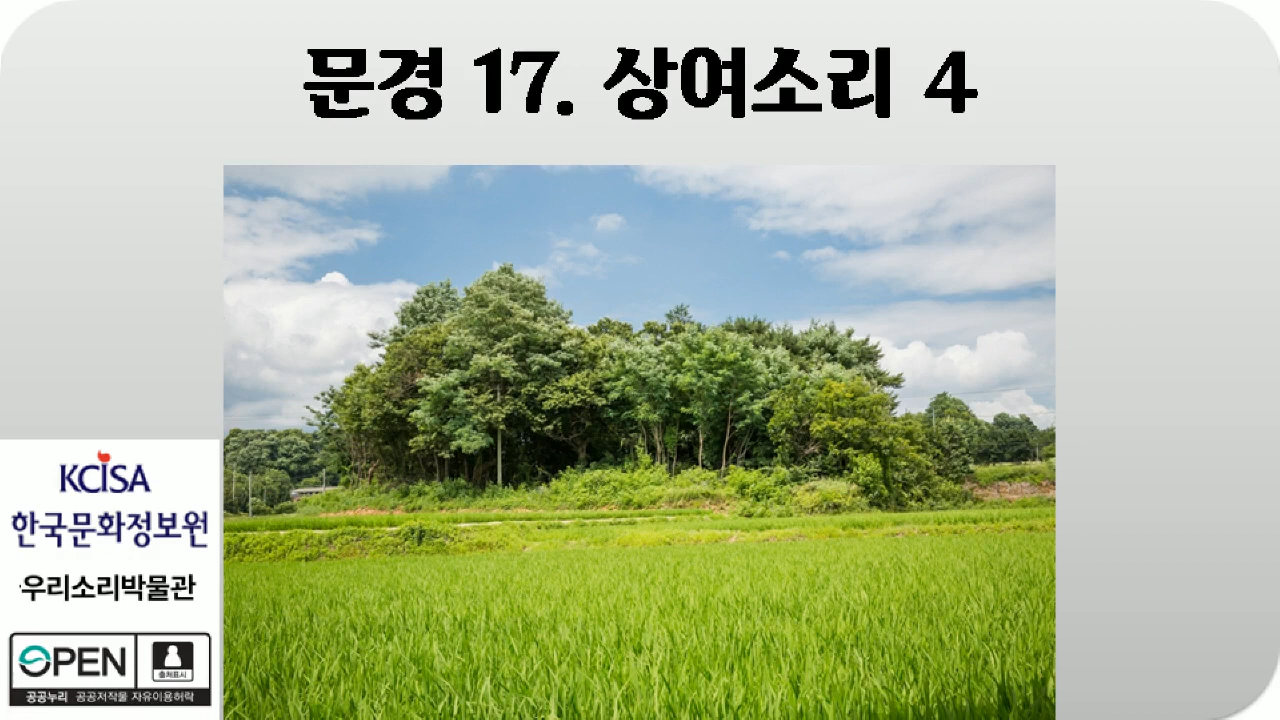 문경 17. 상여소리 4
KCISA
한국문화정보원
우리소리박물관
OPEN
출처표시
공공누리 공공저작물 자유이용허락